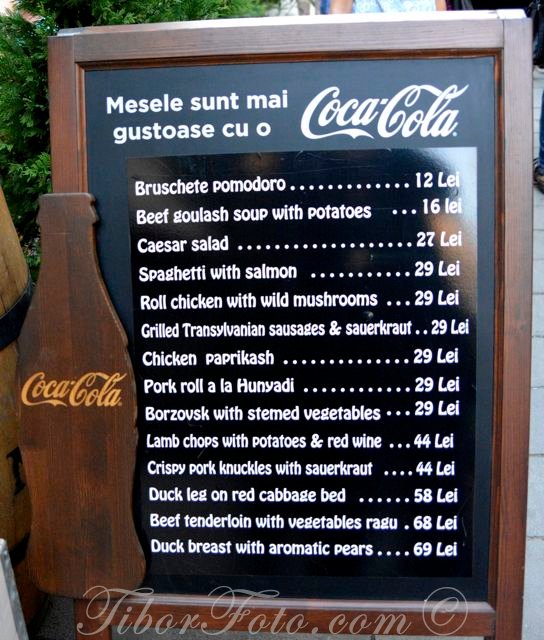 Mesele sunt mai
gustoase cu o
Coca-Cola
Bruschete pomodoro.............12 Lei
Beef goulash soup with potatoes ...16 lei
Caesar salad ..................27 Lei
Spaghetti with salmon ...........29 Lei
Roll chicken with wild mushrooms ...29 Lei
Grilled Transylvanian sausages & sauerkraut..29 Lei
Chicken paprikash .............29 Lei
Pork roll a la Hunyadi ...........29 Lei
Borzovsk with stemed vegetables ...29 Lei
Lamb chops with potatoes & red wine ...44 Lei
Crispy pork knuckles with sauerkraut ....44 Lei
Duck leg on red cabbage bed ......58 Lei
Beef tenderloin with vegetables ragu .68 Lei
Duck breast with aromatic pears....69 Lei
Coca-Cola
TiborFoto.com ©